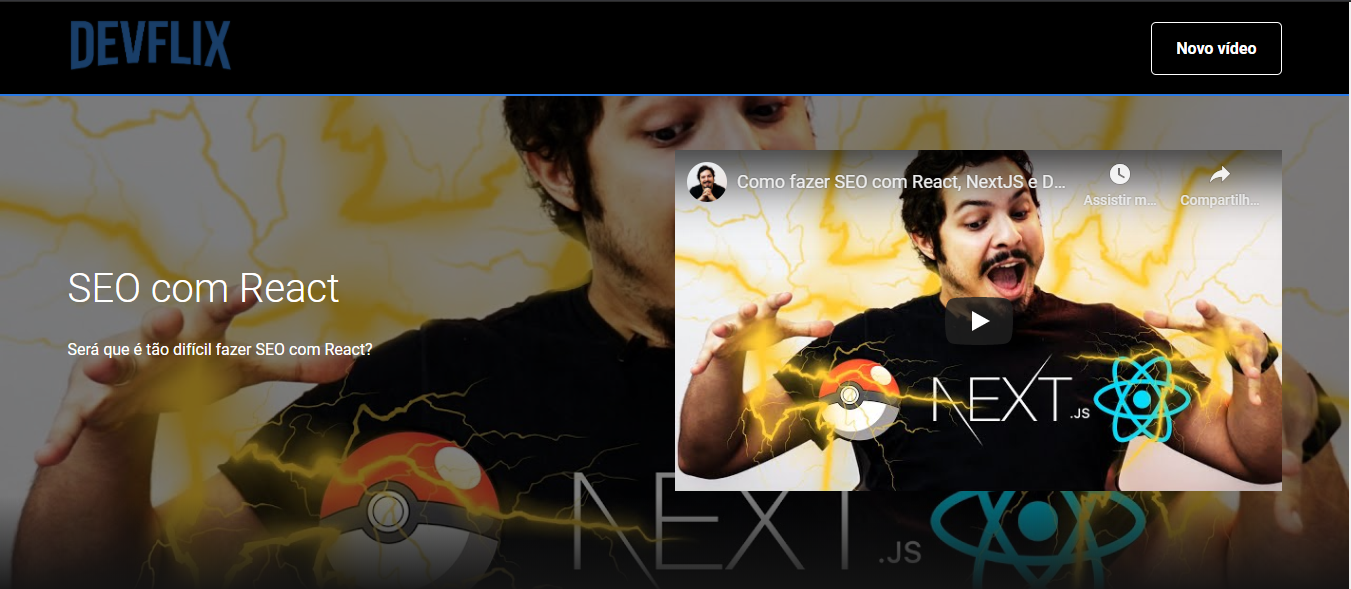 DEVFLIX
Novo vídeo
Como fazer SEO com React, NextJS e D...
Assistir m...
Compartilh...
SEO com React
Será que é tão difícil fazer SEO com React?
NEXT.JS
NEXT.JS